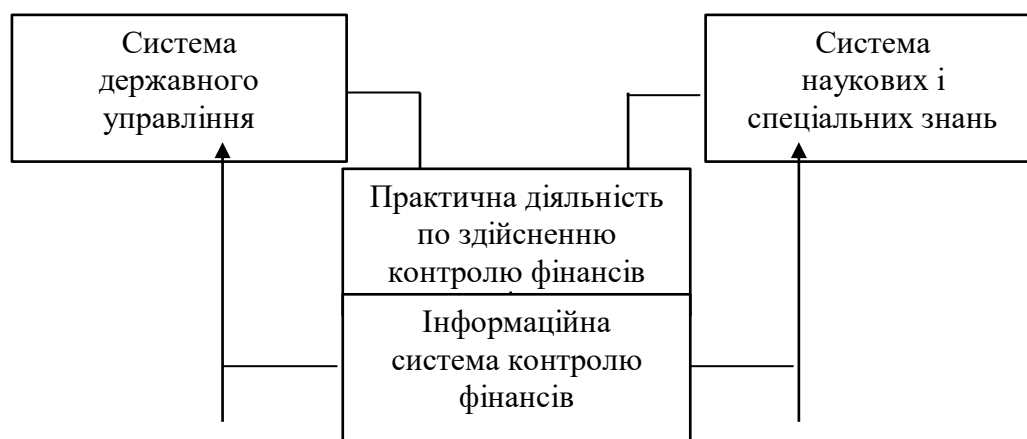 Система
державного
управління
Система
наукових і
спеціальних знань
Практична діяльність
по здійсненню
контролю фінансів
Інформаційна
система контролю
фінансів